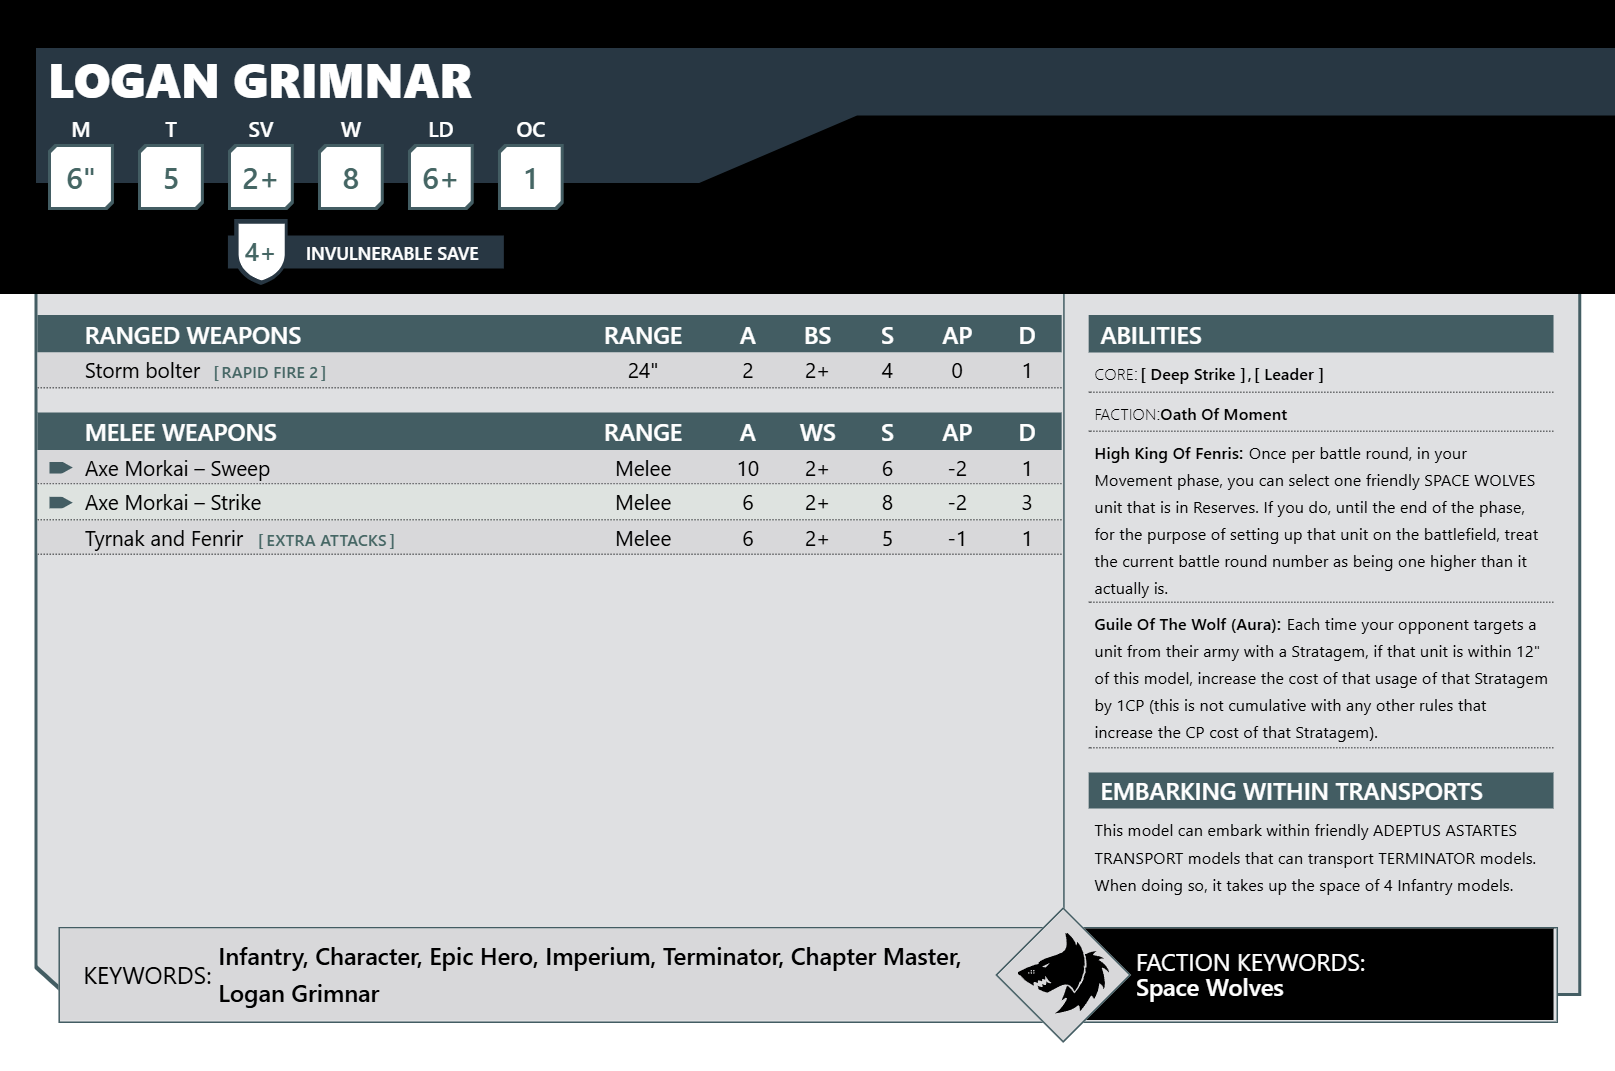 LOGAN GRIMNAR
M T SV W LD OC
6" 5 2+ 8 6+ 1
4+ INVULNERABLE SAVE
RANGED WEAPONS RANGE A BS S AP D
Storm bolter [RAPID FIRE 2] 24" 2 2+ 4 0 1
MELEE WEAPONS RANGE A WS S AP D
Axe Morkai – Sweep Melee 10 2+ 6 -2 1
Axe Morkai – Strike Melee 6 2+ 8 -2 3
Tyrnak and Fenrir [EXTRA ATTACKS] Melee 6 2+ 5 -1 1
ABILITIES
CORE: [ Deep Strike ], [ Leader ]
FACTION:Oath Of Moment
High King Of Fenris: Once per battle round, in your
Movement phase, you can select one friendly SPACE WOLVES
unit that is in Reserves. If you do, until the end of the phase,
for the purpose of setting up that unit on the battlefield, treat
the current battle round number as being one higher than it
actually is.
Guile Of The Wolf (Aura): Each time your opponent targets a
unit from their army with a Stratagem, if that unit is within 12"
of this model, increase the cost of that usage of that Stratagem
by 1CP (this is not cumulative with any other rules that
increase the CP cost of that Stratagem).
EMBARKING WITHIN TRANSPORTS
This model can embark within friendly ADEPTUS ASTARTES
TRANSPORT models that can transport TERMINATOR models.
When doing so, it takes up the space of 4 Infantry models.
KEYWORDS: Infantry, Character, Epic Hero, Imperium, Terminator, Chapter Master,
Logan Grimnar
FACTION KEYWORDS:
Space Wolves